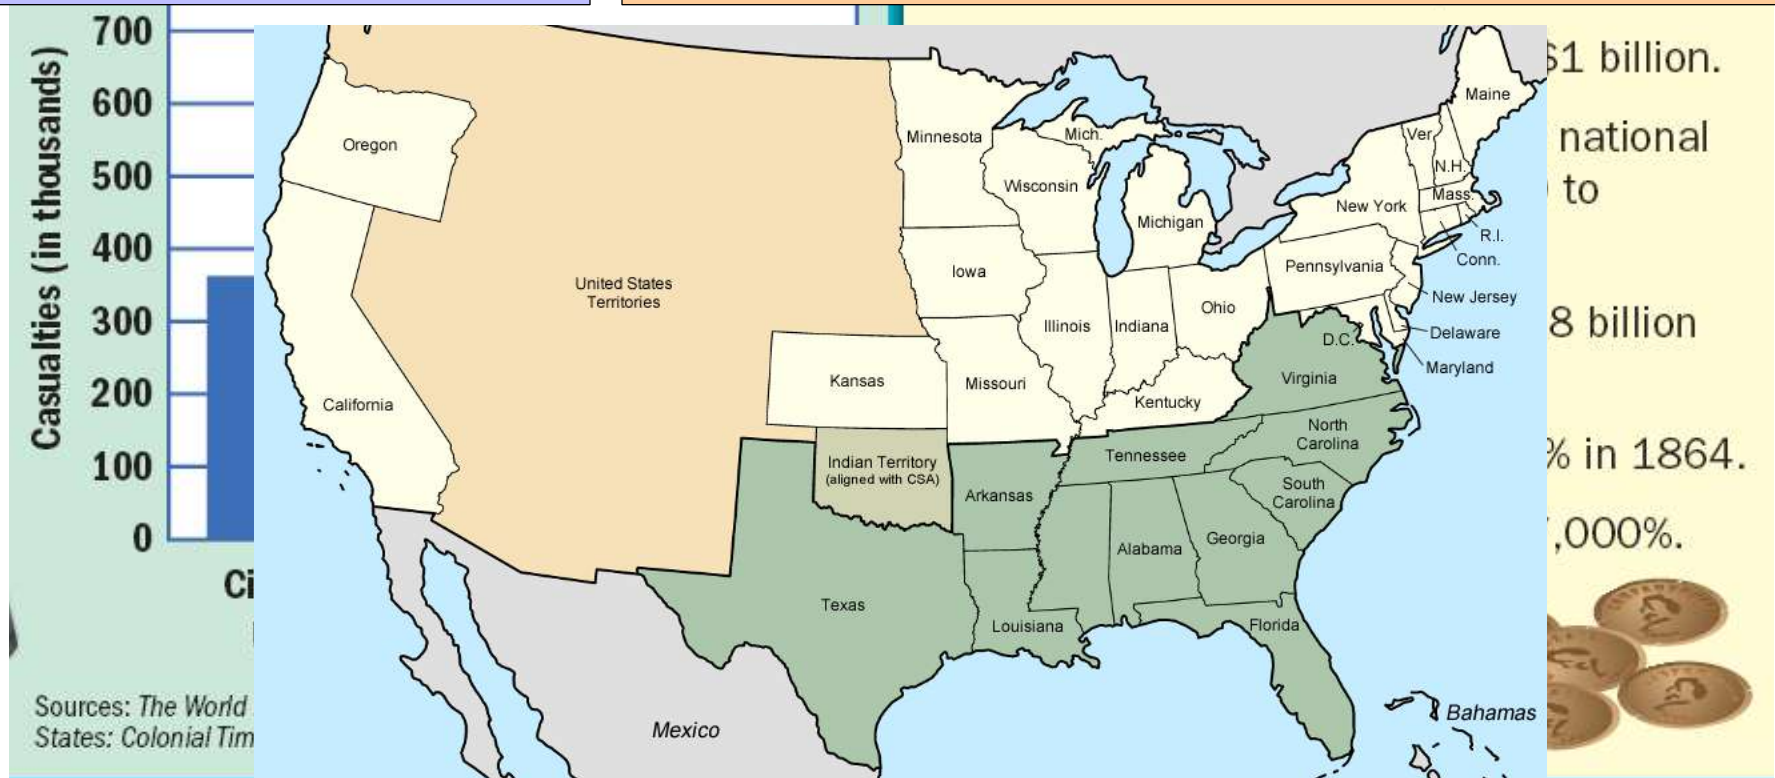 Casualties (in thousands)
700
600
500
400
300
200
100
0
Ci
Sources: The World
States: Colonial Tim
Oregon
California
United States
Territories
Kansas
Indian Territory
(aligned with CSA)
Texas
Minnesota
Iowa
Missouri
Arkansas
Louisiana
Wisconsin
Mich.
Michigan
Illinois
Indiana
Ohio
Kentucky
Tennessee
Alabama
Georgia
Florida
South
Carolina
North
Carolina
Virginia
D.C.
Maryland
Delaware
New Jersey
Pennsylvania
New York
Conn.
R.I.
Mass.
N.H.
Ver.
Maine
Mexico
Bahamas
$1 billion.
national
to
8 billion
% in 1864.
,000%.